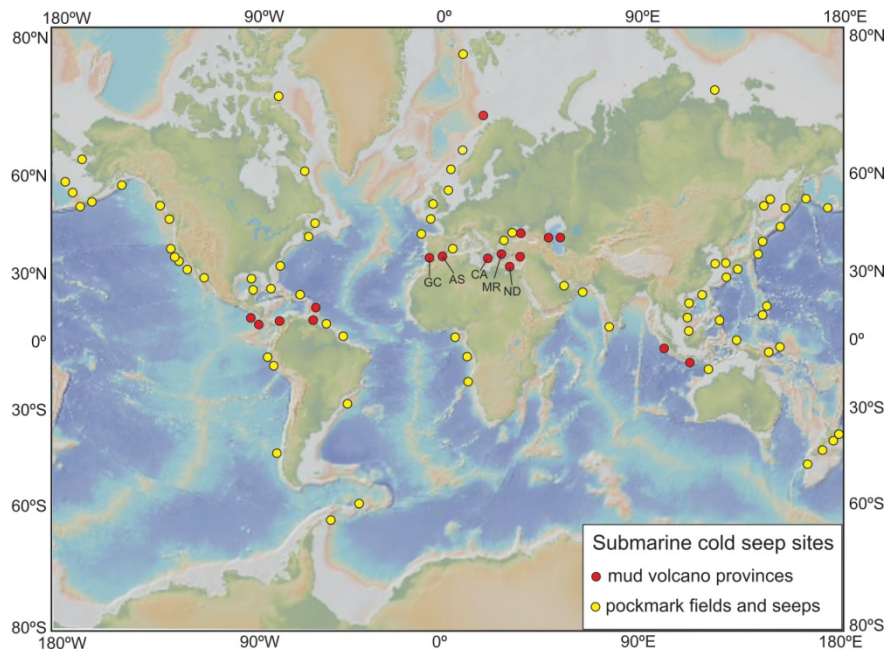 180ºW 90ºW 0° 90ºE 180ºE
80ºN 80ºN
60ºN 60ºN
30ºN 30ºN
0º 0º
30ºS 30ºS
60ºS 60ºS
80ºS 80ºS
180ºW 90ºW 0º 90ºE 180ºE
GC AS CA MR ND
Submarine cold seep sites
mud volcano provinces
pockmark fields and seeps